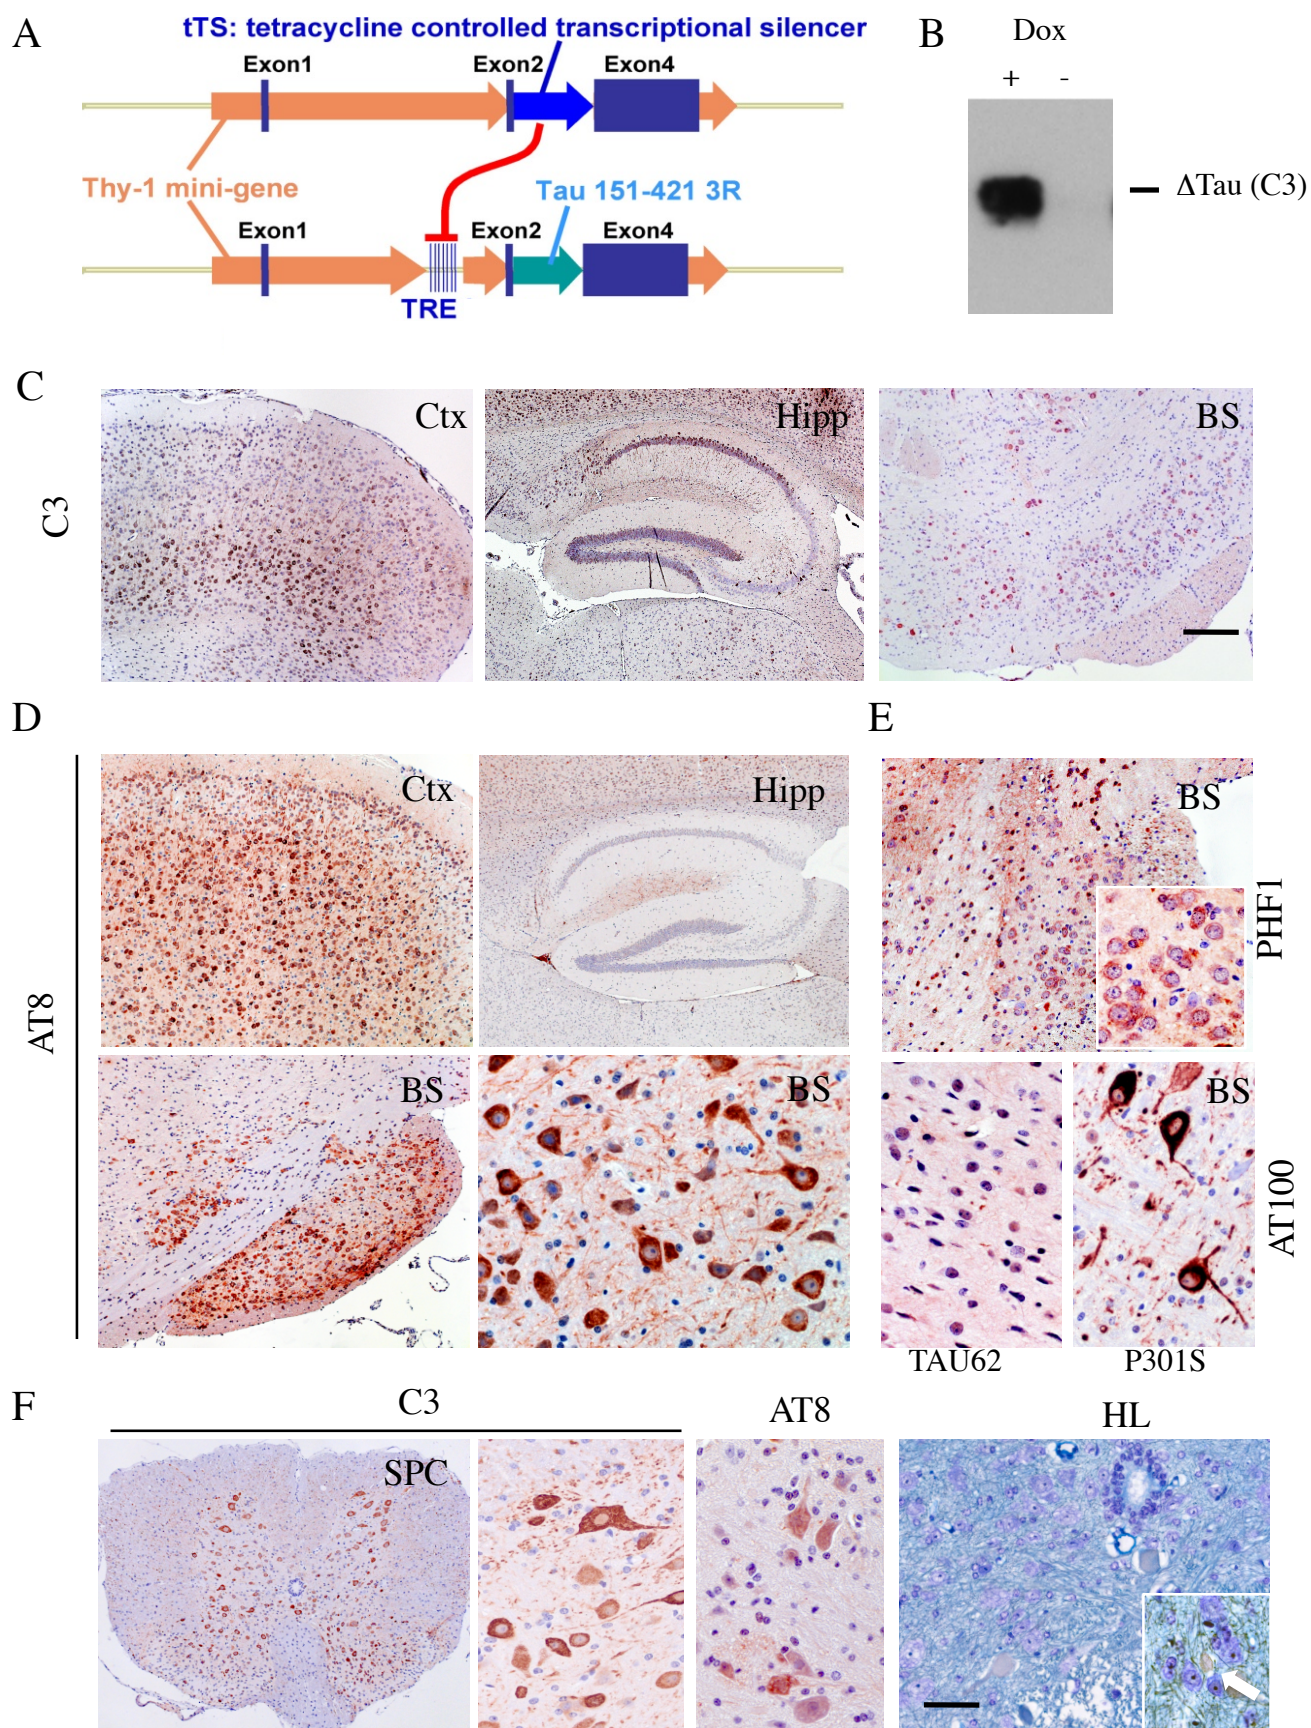 A
tTS: tetracycline controlled transcriptional silencer
Exon1
Exon2
Exon4
Thy-1 mini-gene
Tau 151-421 3R
Exon1
Exon2
Exon4
TRE
B
Dox
+ -
ΔTau (C3)
C
C3
Ctx
Hipp
BS
D
AT8
Ctx
Hipp
BS
BS
E
BS
PHF1
BS
AT100
TAU62
P301S
F
C3
AT8
HL
SPC